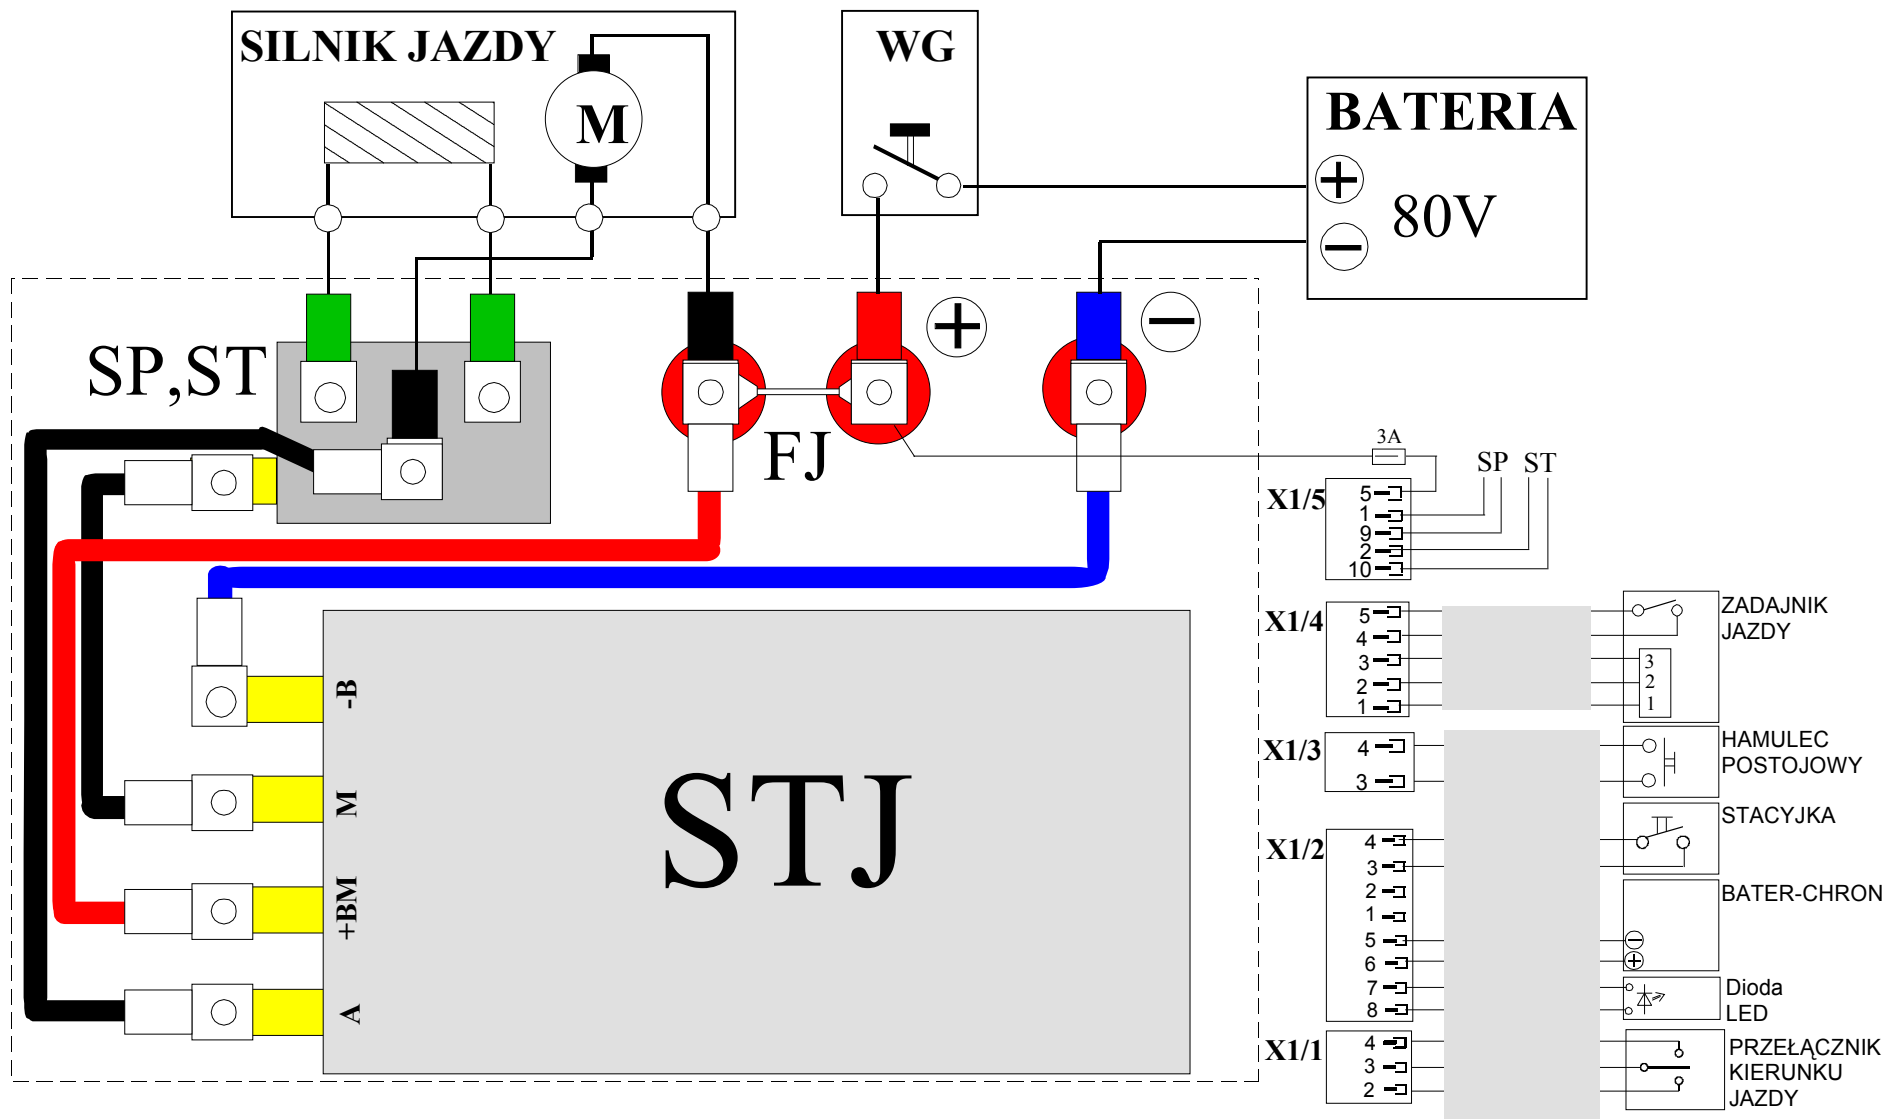 SILNIK JAZDY
M
WG
BATERIA
80V
SP,ST
FJ
3A
SP ST
X1/5
5
1
9
2
10
X1/4
5
4
3
2
1
3
2
1
ZADAJNIK
JAZDY
X1/3
4
3
HAMULEC
POSTOJOWY
X1/2
4
3
2
1
5
6
7
8
STACYJKA
BATER-CHRON
Dioda
LED
X1/1
4
3
2
PRZEŁĄCZNIK
KIERUNKU
JAZDY
-B
M
+BM
A
STJ